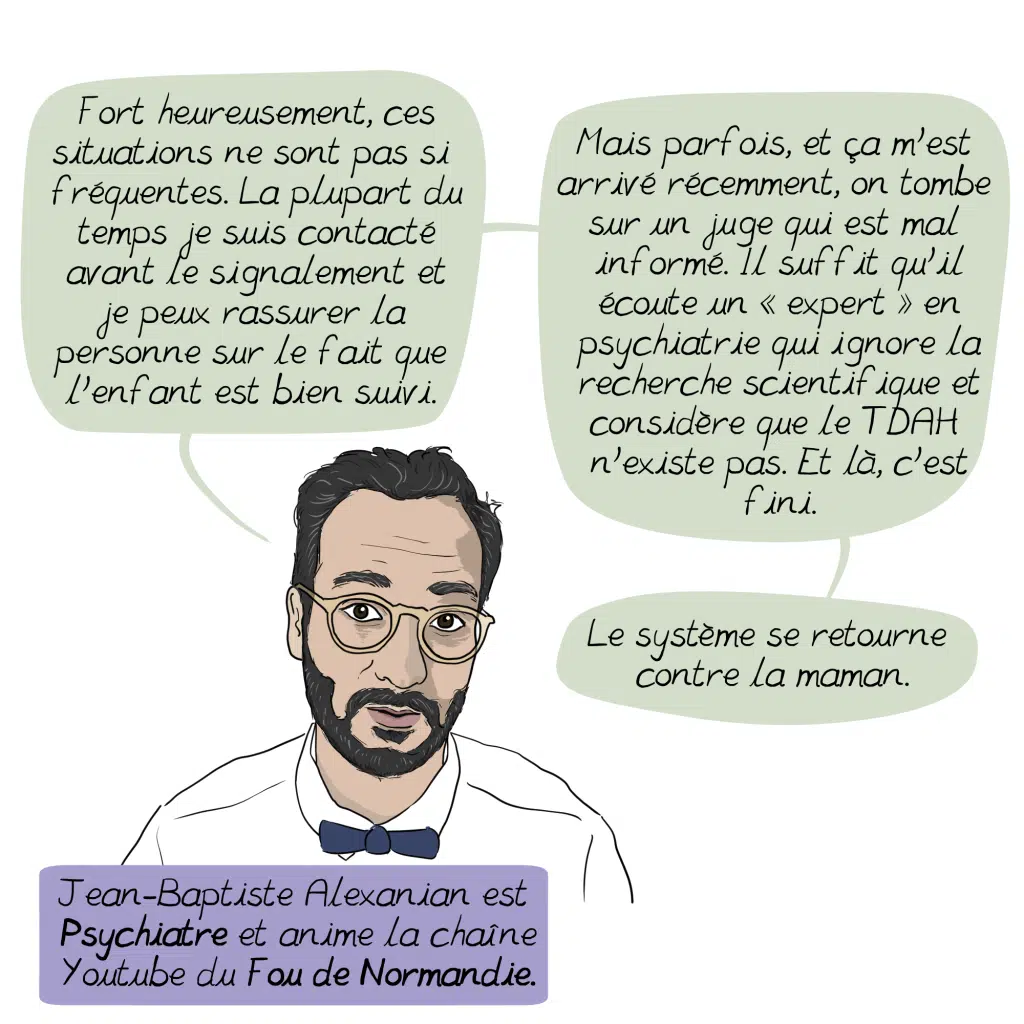 Fort heureusement, ces
situations ne sont pas si
fréquentes. La plupart du
temps je suis contacté
avant le signalement et
je peux rassurer la
personne sur le fait que
l'enfant est bien suivi.
Mais parfois, et ça m'est
arrivé récemment, on tombe
sur un juge qui est mal
informé. Il suffit qu'il
écoute un « expert » en
psychiatrie qui ignore la
recherche scientifique et
considère que le TDAH
n'existe pas. Et là, c'est
fini.
Le système se retourne
contre la maman.
Jean-Baptiste Alexanian est
Psychiatre et anime la chaîne
Youtube du Fou de Normandie.